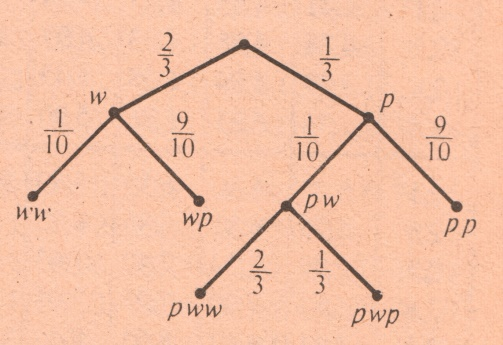 2/3 1/3
w p
1/10 9/10 1/10 9/10
ww wp pw pp
2/3 1/3
pww pwp